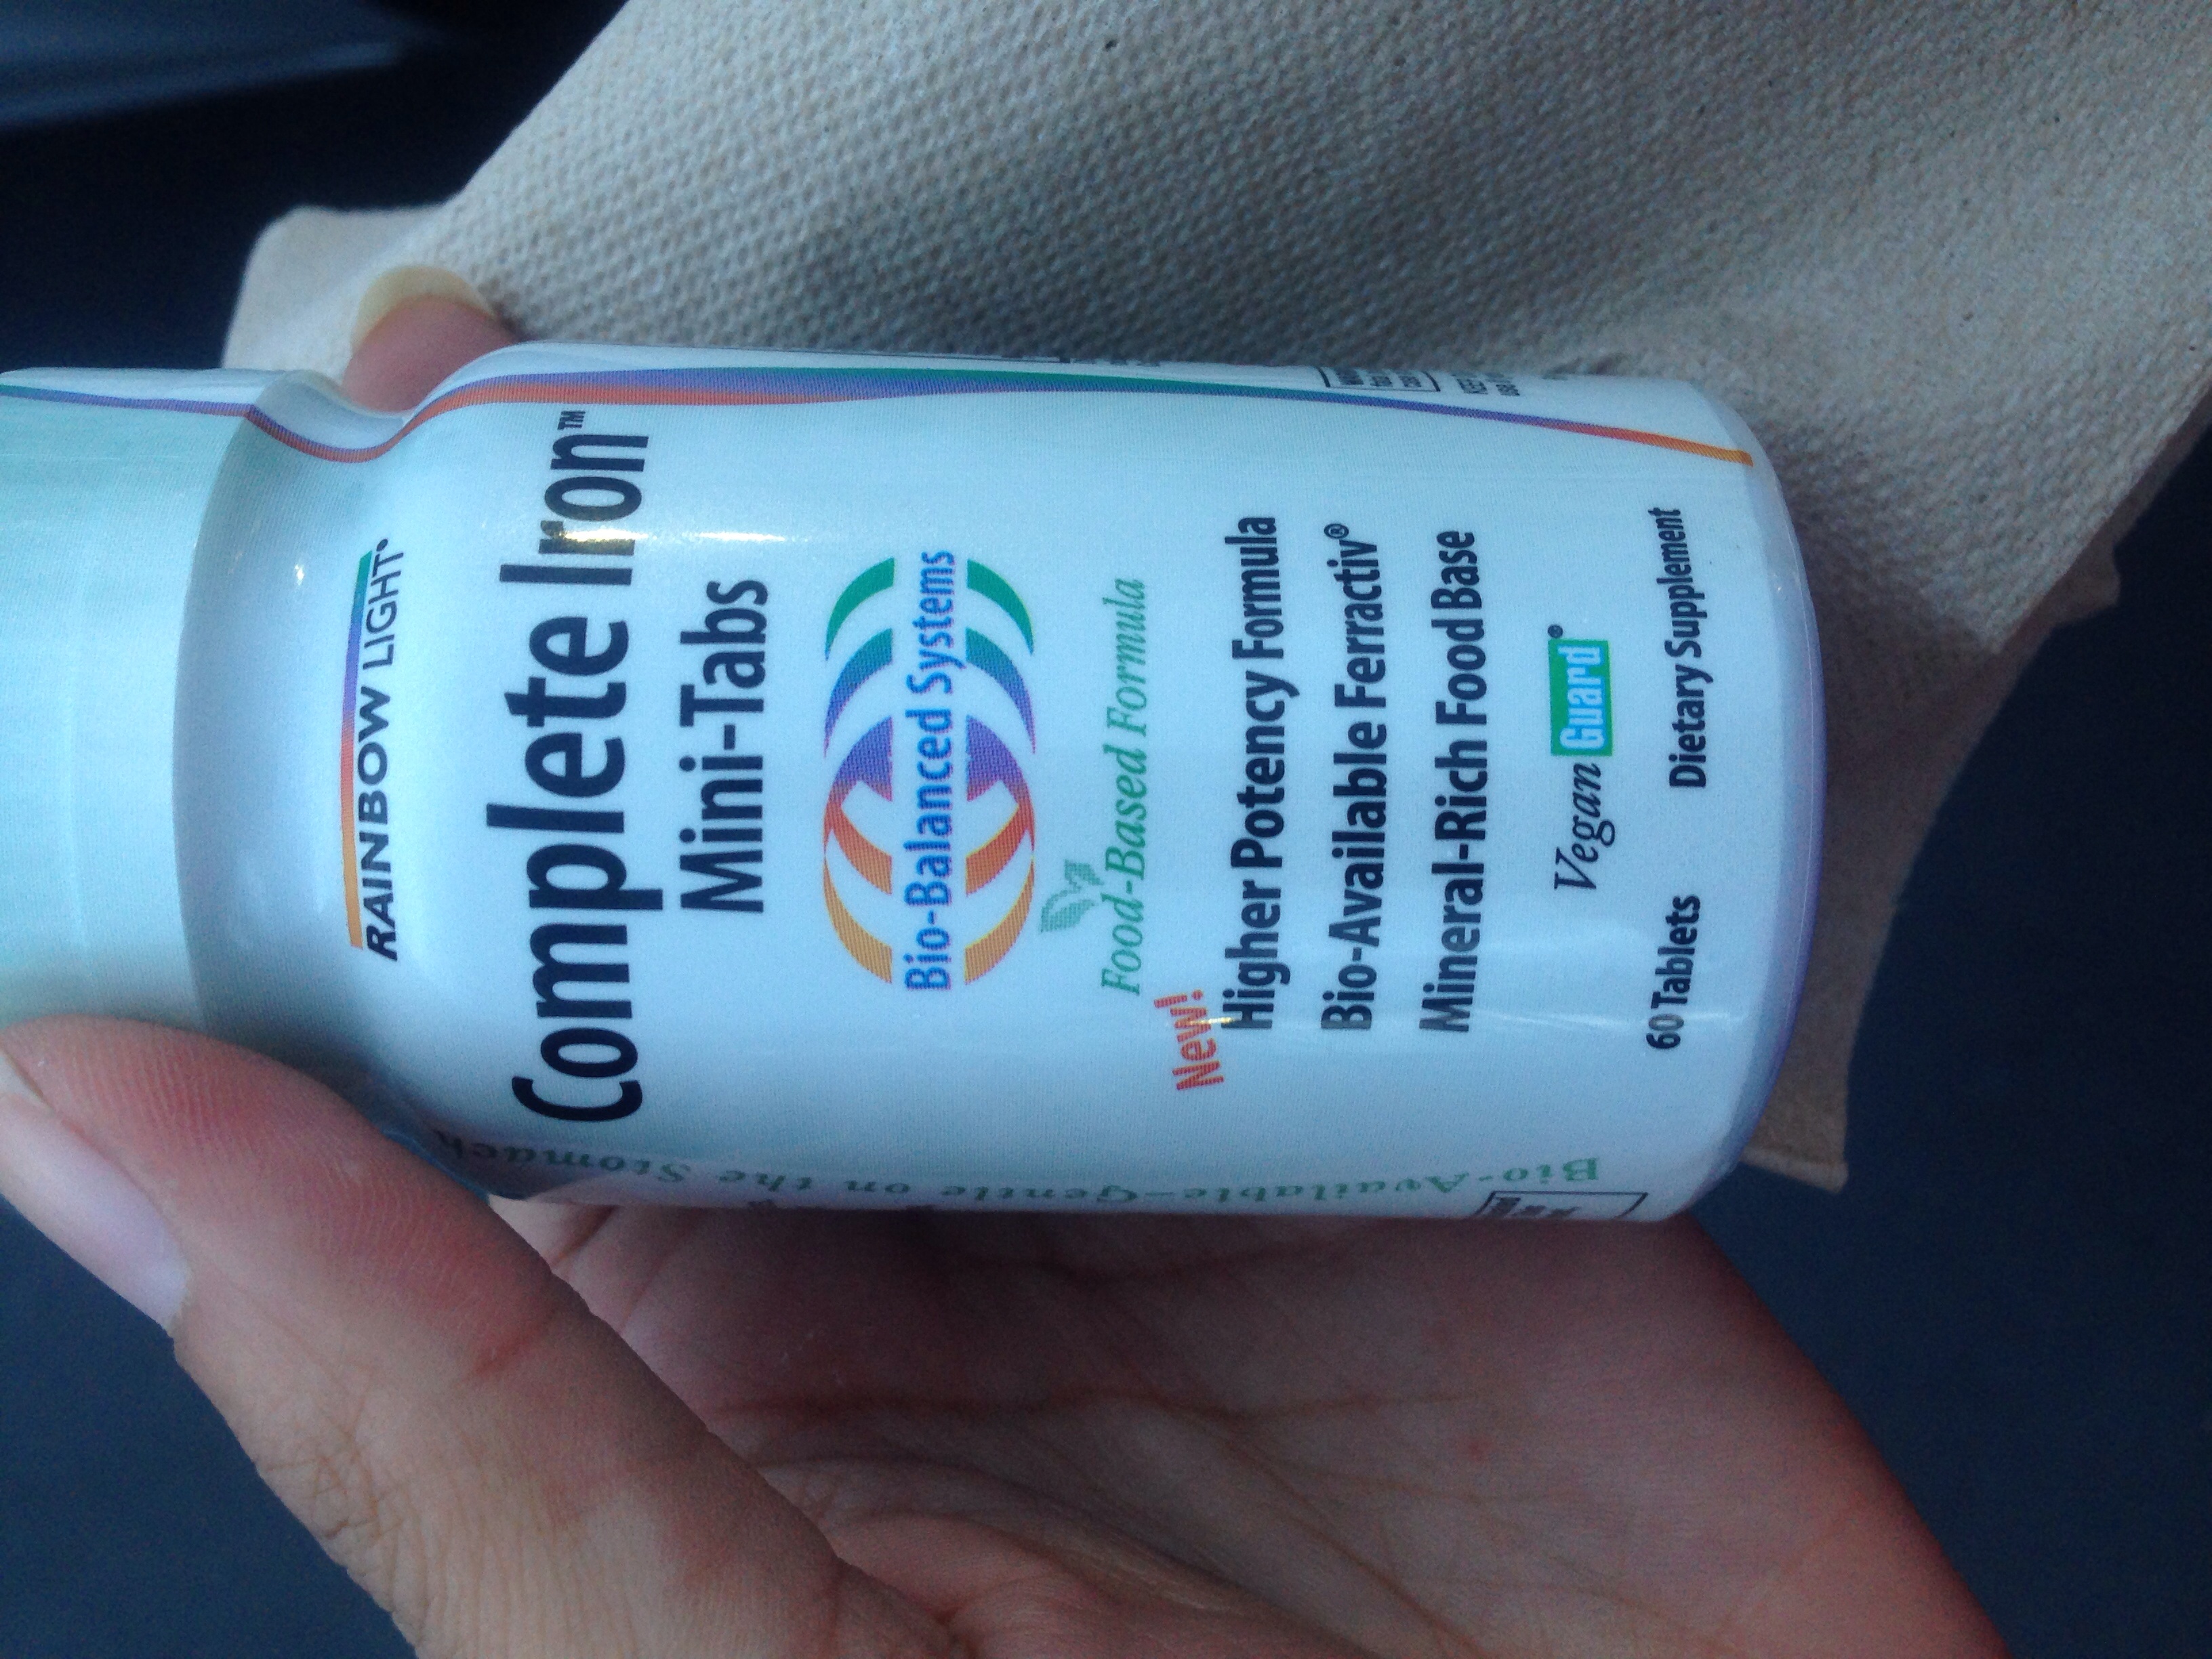 RAINBOW LIGHT®
Complete Iron™
Mini-Tabs
Bio-Balanced Systems
Food-Based Formula
New!
Higher Potency Formula
Bio-Available Ferractiv®
Mineral-Rich Food Base
Vegan Guard®
60 Tablets Dietary Supplement
Bio-Available-Gentle on the Stomach